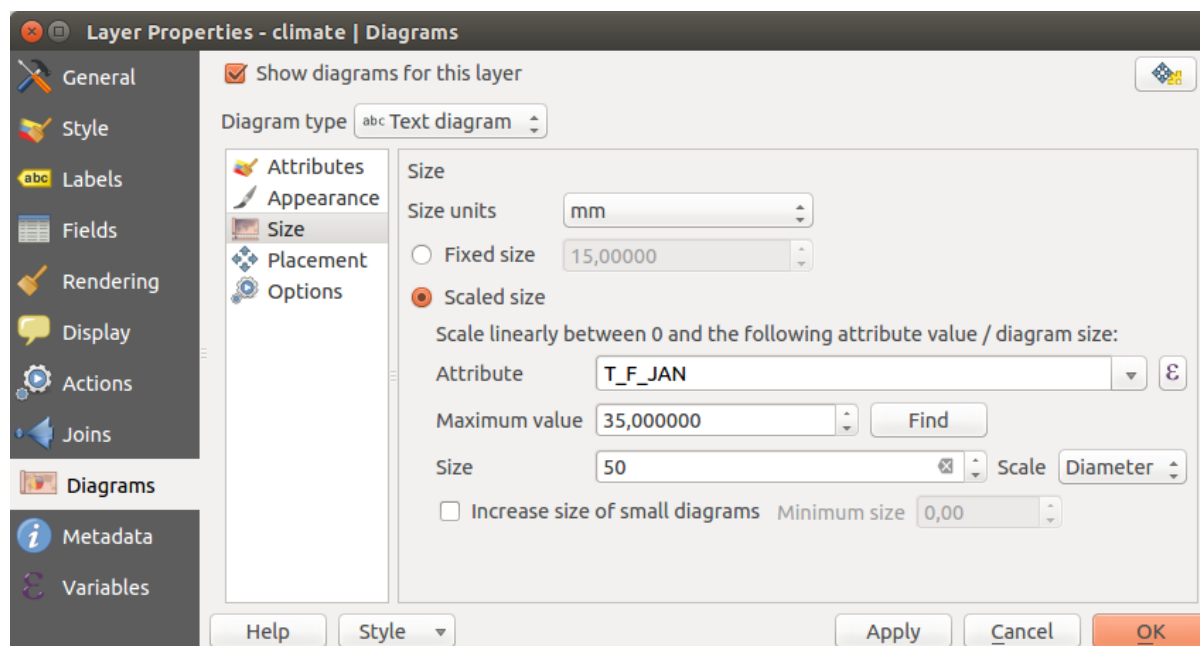 Layer Properties - climate | Diagrams
General
Style
abc Labels
Fields
Rendering
Display
Actions
Joins
Diagrams
i Metadata
ε Variables
Show diagrams for this layer
Diagram type abc Text diagram
Attributes
Appearance
Size
Placement
Options
Size
Size units mm
Fixed size 15,00000
Scaled size
Scale linearly between 0 and the following attribute value / diagram size:
Attribute T_F_JAN ε
Maximum value 35,000000 Find
Size 50 Scale Diameter
Increase size of small diagrams Minimum size 0,00
Help Style Apply Cancel OK